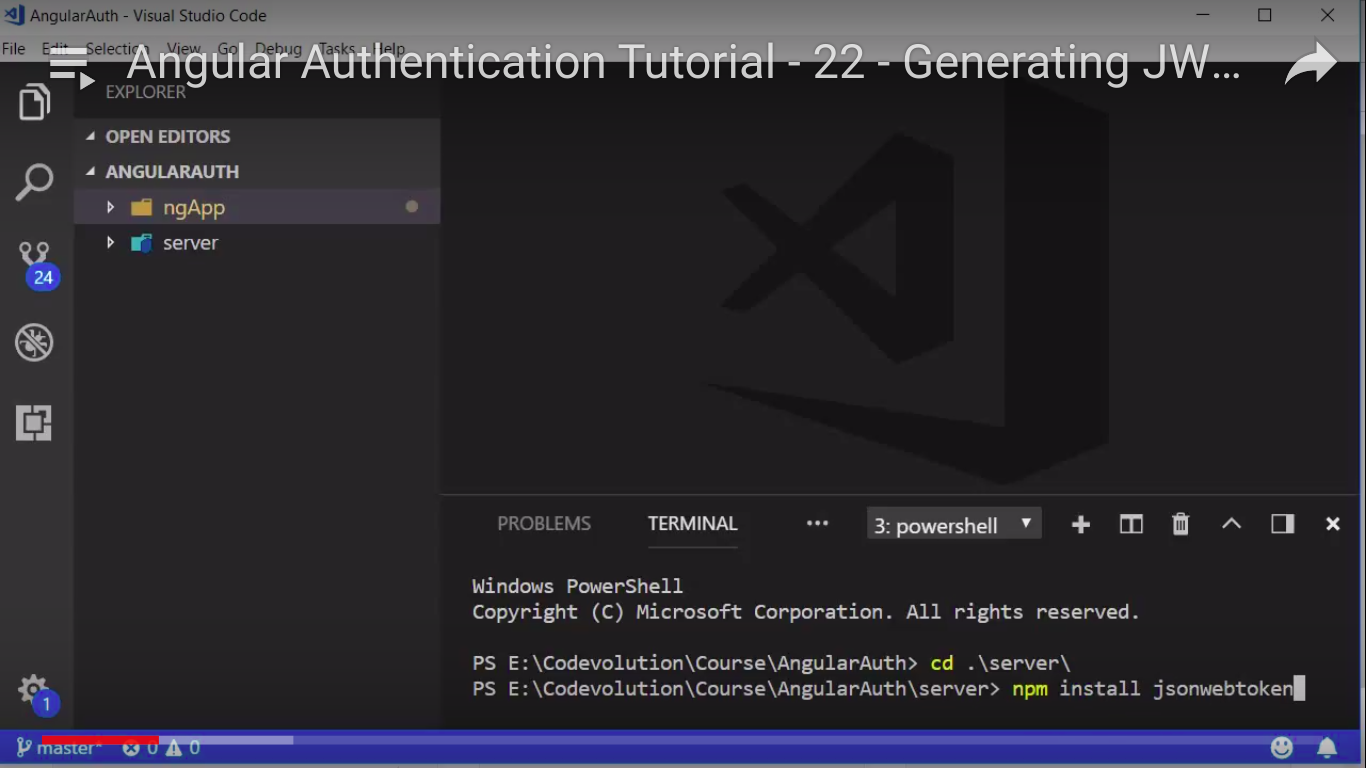 AngularAuth - Visual Studio Code
File Edit Selection View Go Debug Tasks Help
Angular Authentication Tutorial - 22 - Generating JW...
EXPLORER
OPEN EDITORS
ANGULARAUTH
ngApp
server
24
PROBLEMS TERMINAL ··· 3: powershell
Windows PowerShell
Copyright (C) Microsoft Corporation. All rights reserved.
PS E:\Codevolution\Course\AngularAuth> cd .\server\
PS E:\Codevolution\Course\AngularAuth\server> npm install jsonwebtoken
1
master* 0 0